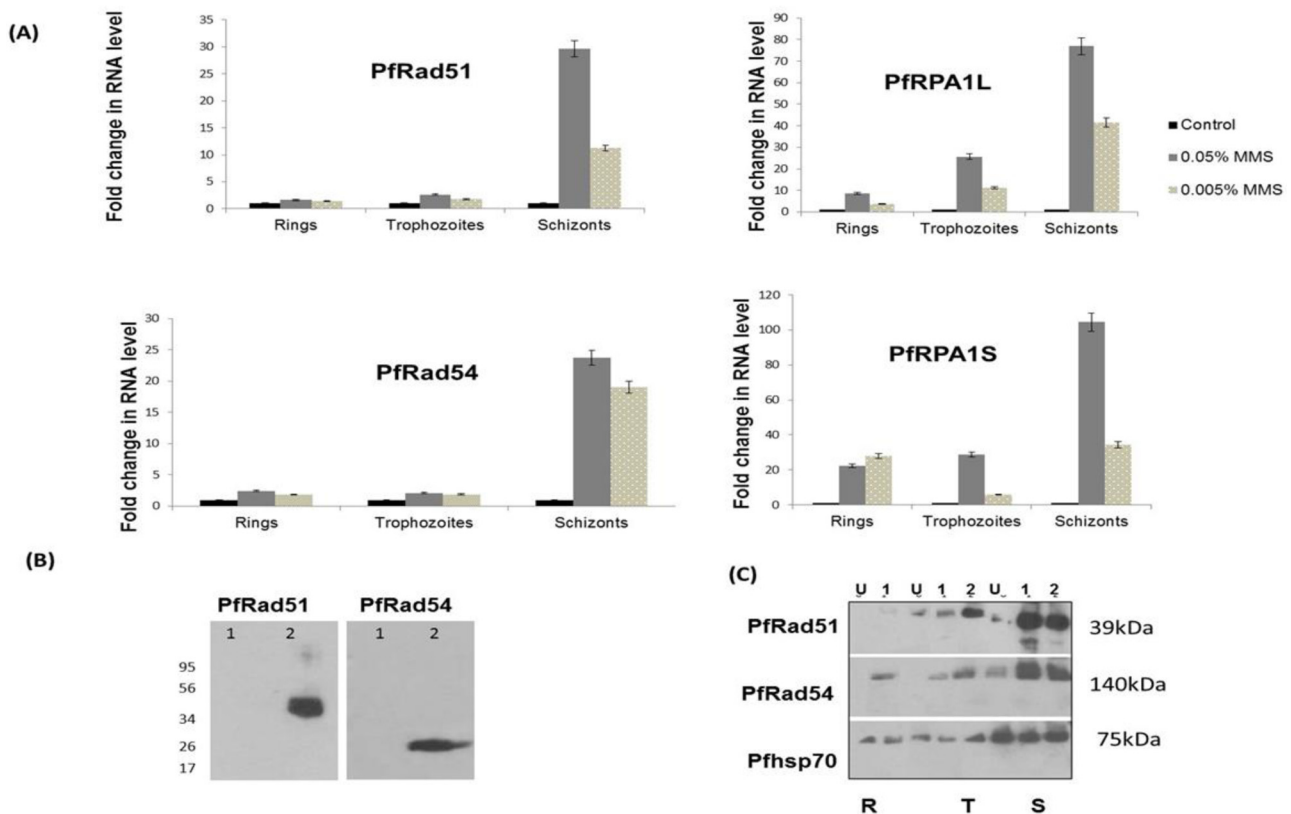 (A)
Fold change in RNA level
35
30
25
20
15
10
5
0
PfRad51
Rings Trophozoites Schizonts
Fold change in RNA level
90
80
70
60
50
40
30
20
10
0
PfRPA1L
Rings Trophozoites Schizonts
Control
0.05% MMS
0.005% MMS
Fold change in RNA level
30
25
20
15
10
5
0
PfRad54
Rings Trophozoites Schizonts
Fold change in RNA level
120
100
80
60
40
20
0
PfRPA1S
Rings Trophozoites Schizonts
(B)
PfRad51 PfRad54
1 2 1 2
95
56
34
26
17
(C)
U 1 U 1 2 U 1 2
PfRad51 39kDa
PfRad54 140kDa
Pfhsp70 75kDa
R T S